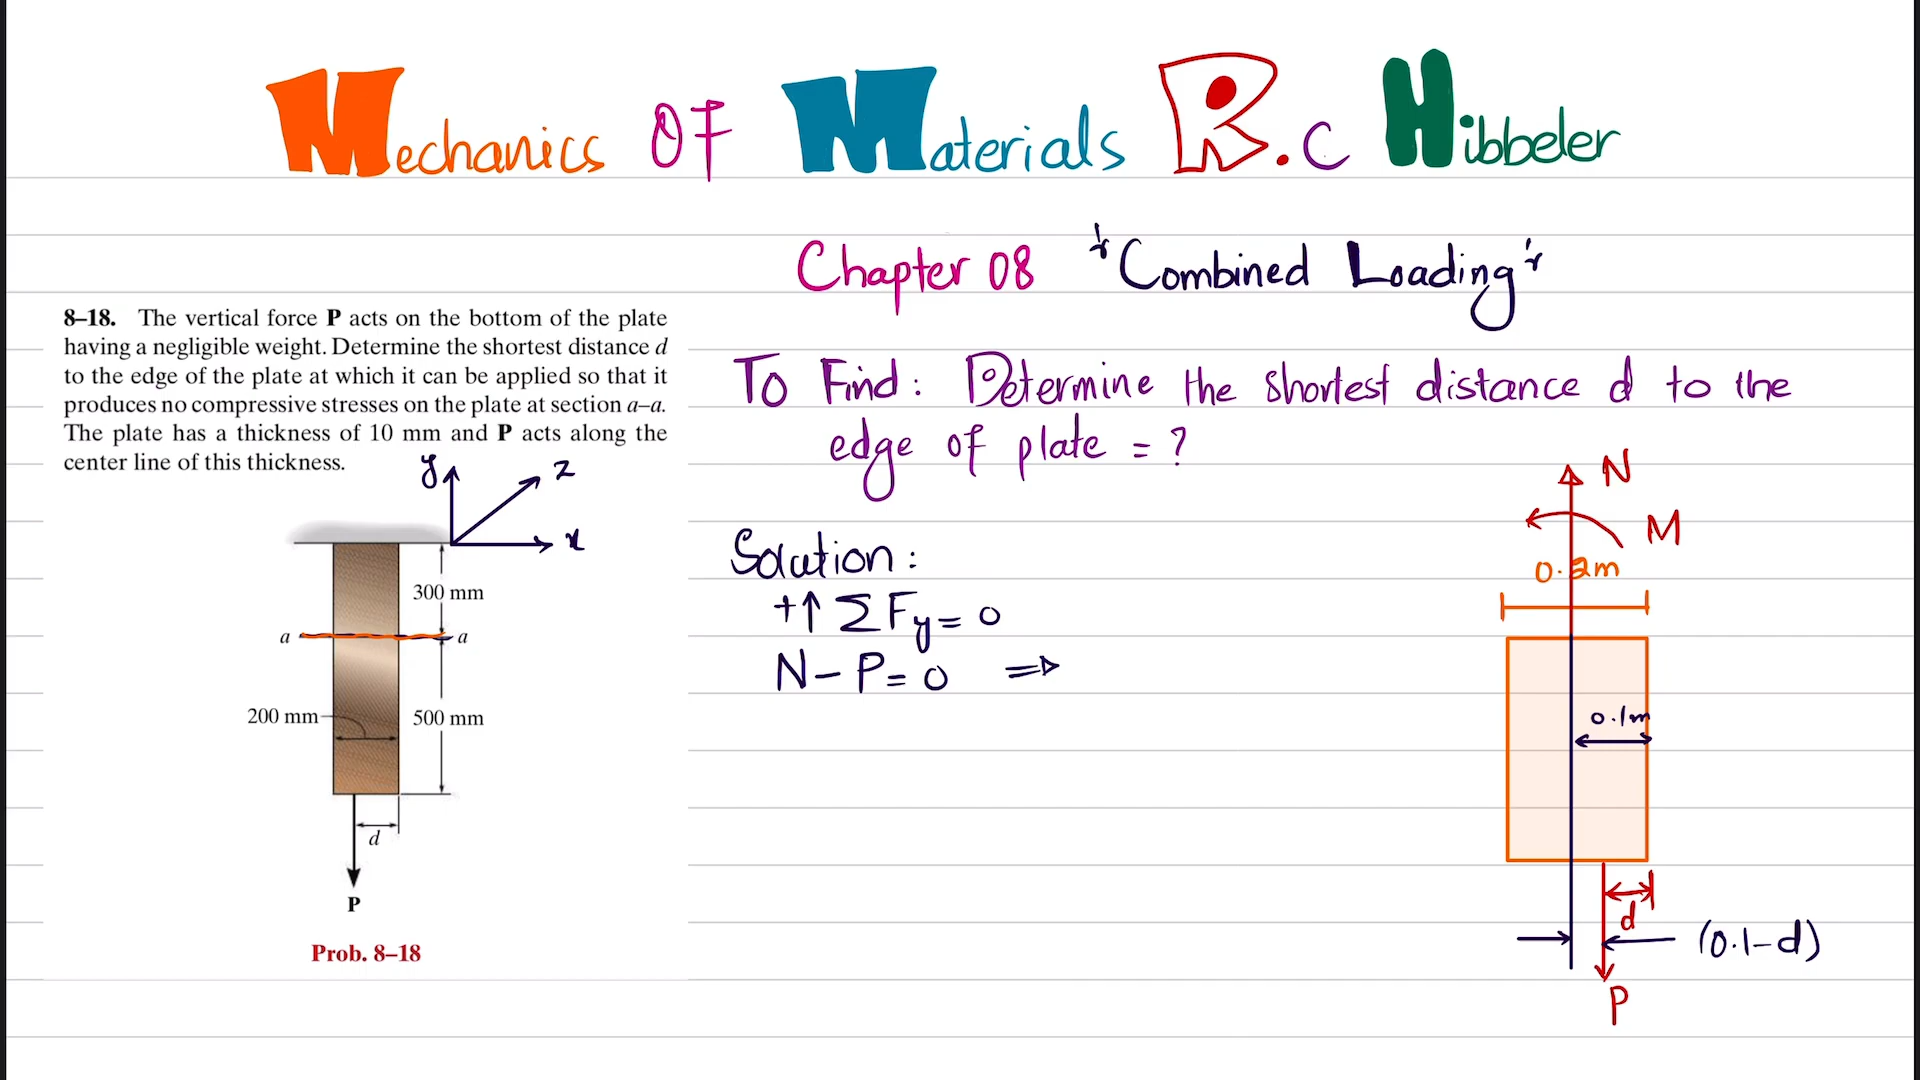 Mechanics OF Materials R.C Hibbeler
Chapter 08 "Combined Loading"
8–18. The vertical force P acts on the bottom of the plate
having a negligible weight. Determine the shortest distance d
to the edge of the plate at which it can be applied so that it
produces no compressive stresses on the plate at section a–a.
The plate has a thickness of 10 mm and P acts along the
center line of this thickness.
y
z
x
300 mm
a
a
200 mm
500 mm
d
P
Prob. 8–18
To Find: Determine the shortest distance d to the
edge of plate = ?
Solution:
+↑ ΣFy = 0
N – P = 0 ⇒
N
M
0.2m
0.1m
d
(0.1–d)
P